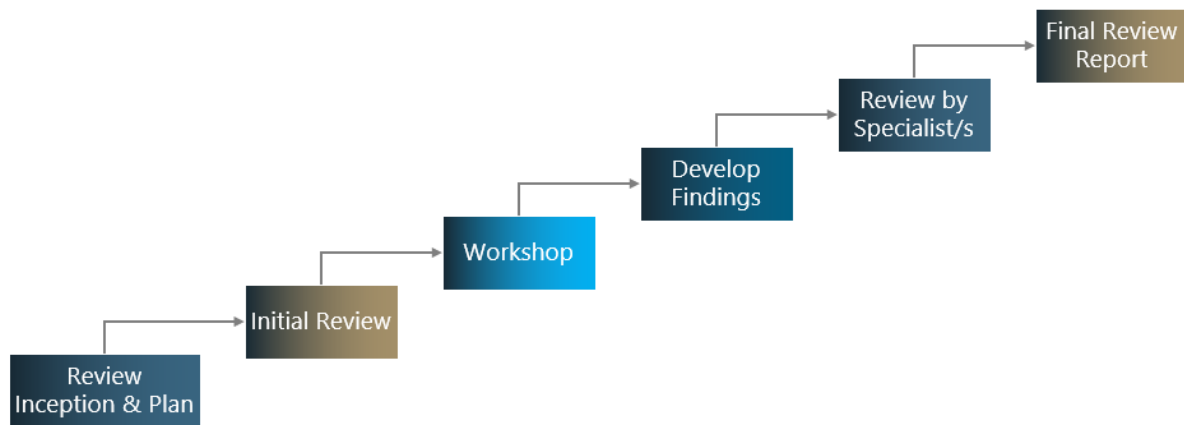 Review
Inception & Plan
Initial Review
Workshop
Develop
Findings
Review by
Specialist/s
Final Review
Report